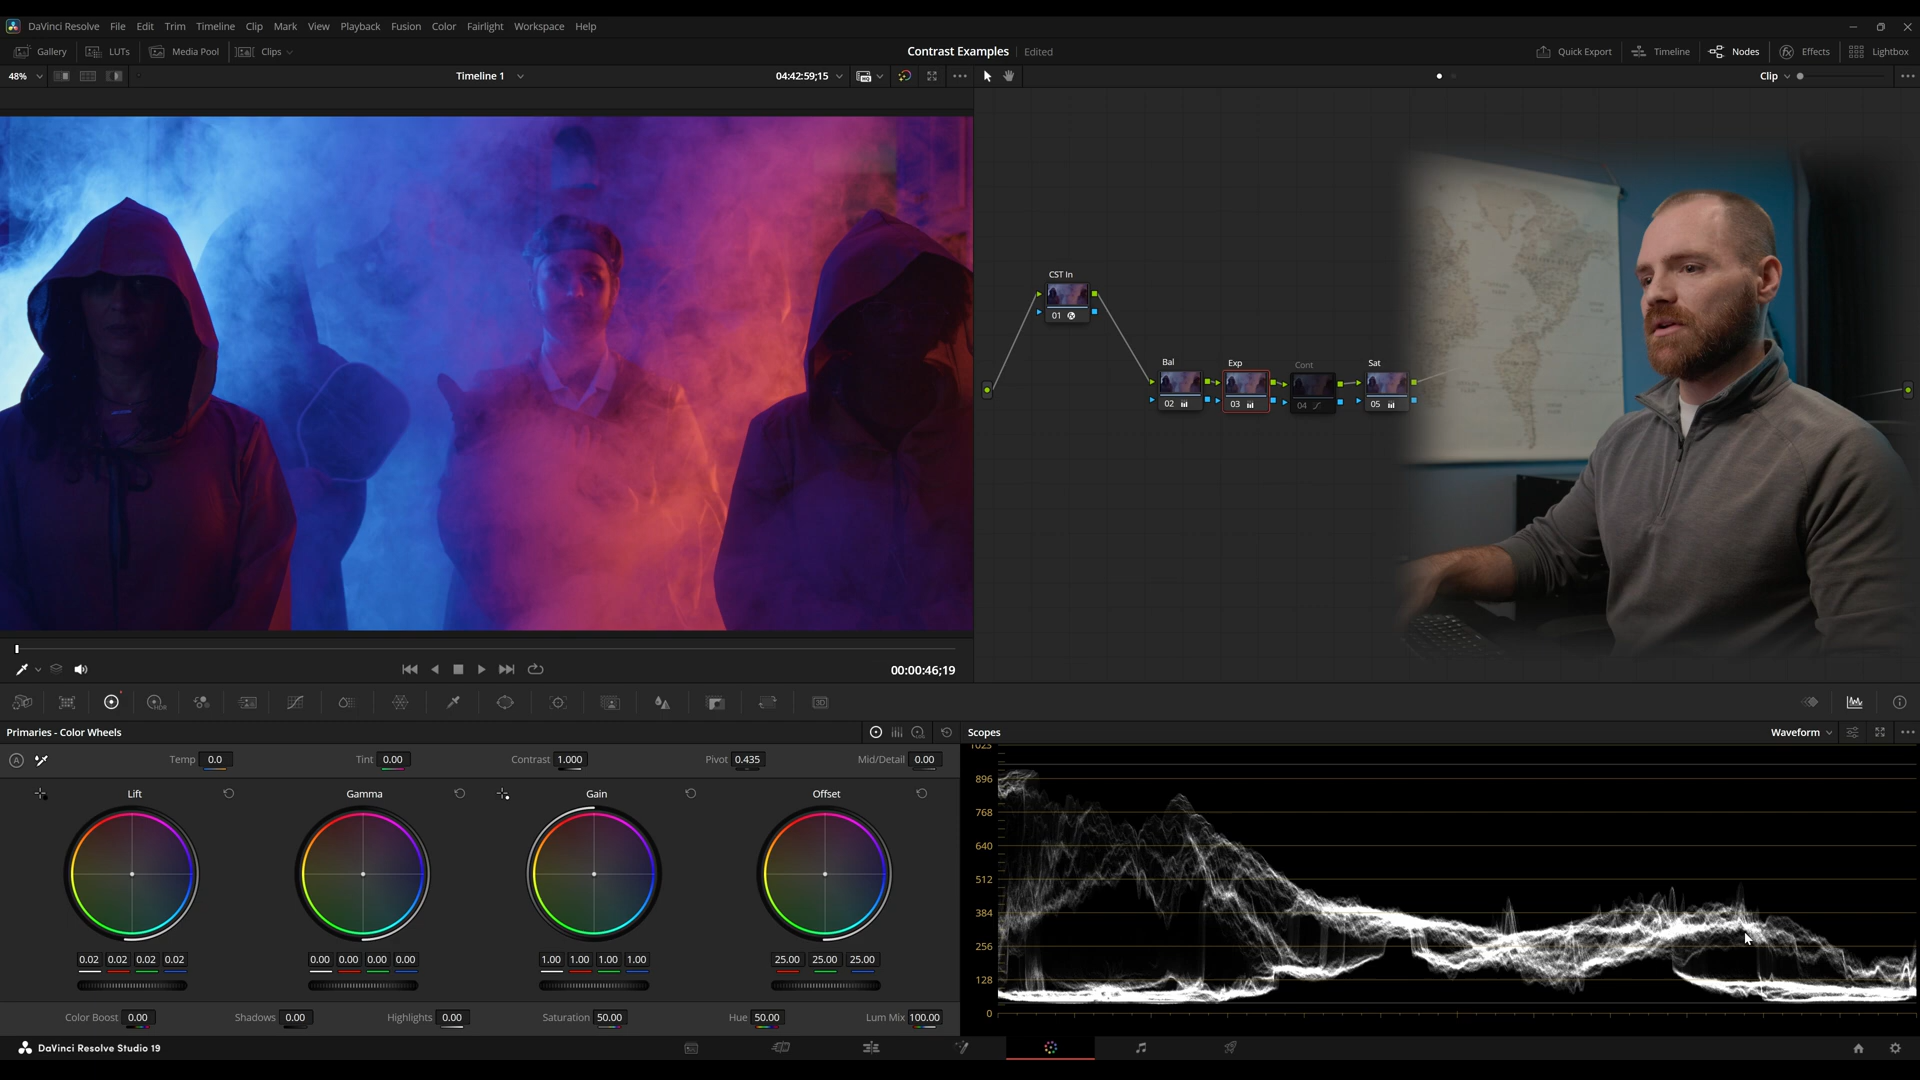 DaVinci Resolve File Edit Trim Timeline Clip Mark View Playback Fusion Color Fairlight Workspace Help
Gallery LUTs Media Pool Clips Contrast Examples Edited Quick Export Timeline Nodes Effects Lightbox
48% Timeline 1 04:42:59;15 Clip
CST In
01
Bal Exp Cont Sat
02 03 04 05
00:00:46;19
HDR
3D
Primaries - Color Wheels
Scopes Waveform
A Temp 0.0 Tint 0.00 Contrast 1.000 Pivot 0.435 Mid/Detail 0.00
Lift Gamma Gain Offset
0.02 0.02 0.02 0.02 0.00 0.00 0.00 0.00 1.00 1.00 1.00 1.00 25.00 25.00 25.00
Color Boost 0.00 Shadows 0.00 Highlights 0.00 Saturation 50.00 Hue 50.00 Lum Mix 100.00
1023
896
768
640
512
384
256
128
0
DaVinci Resolve Studio 19